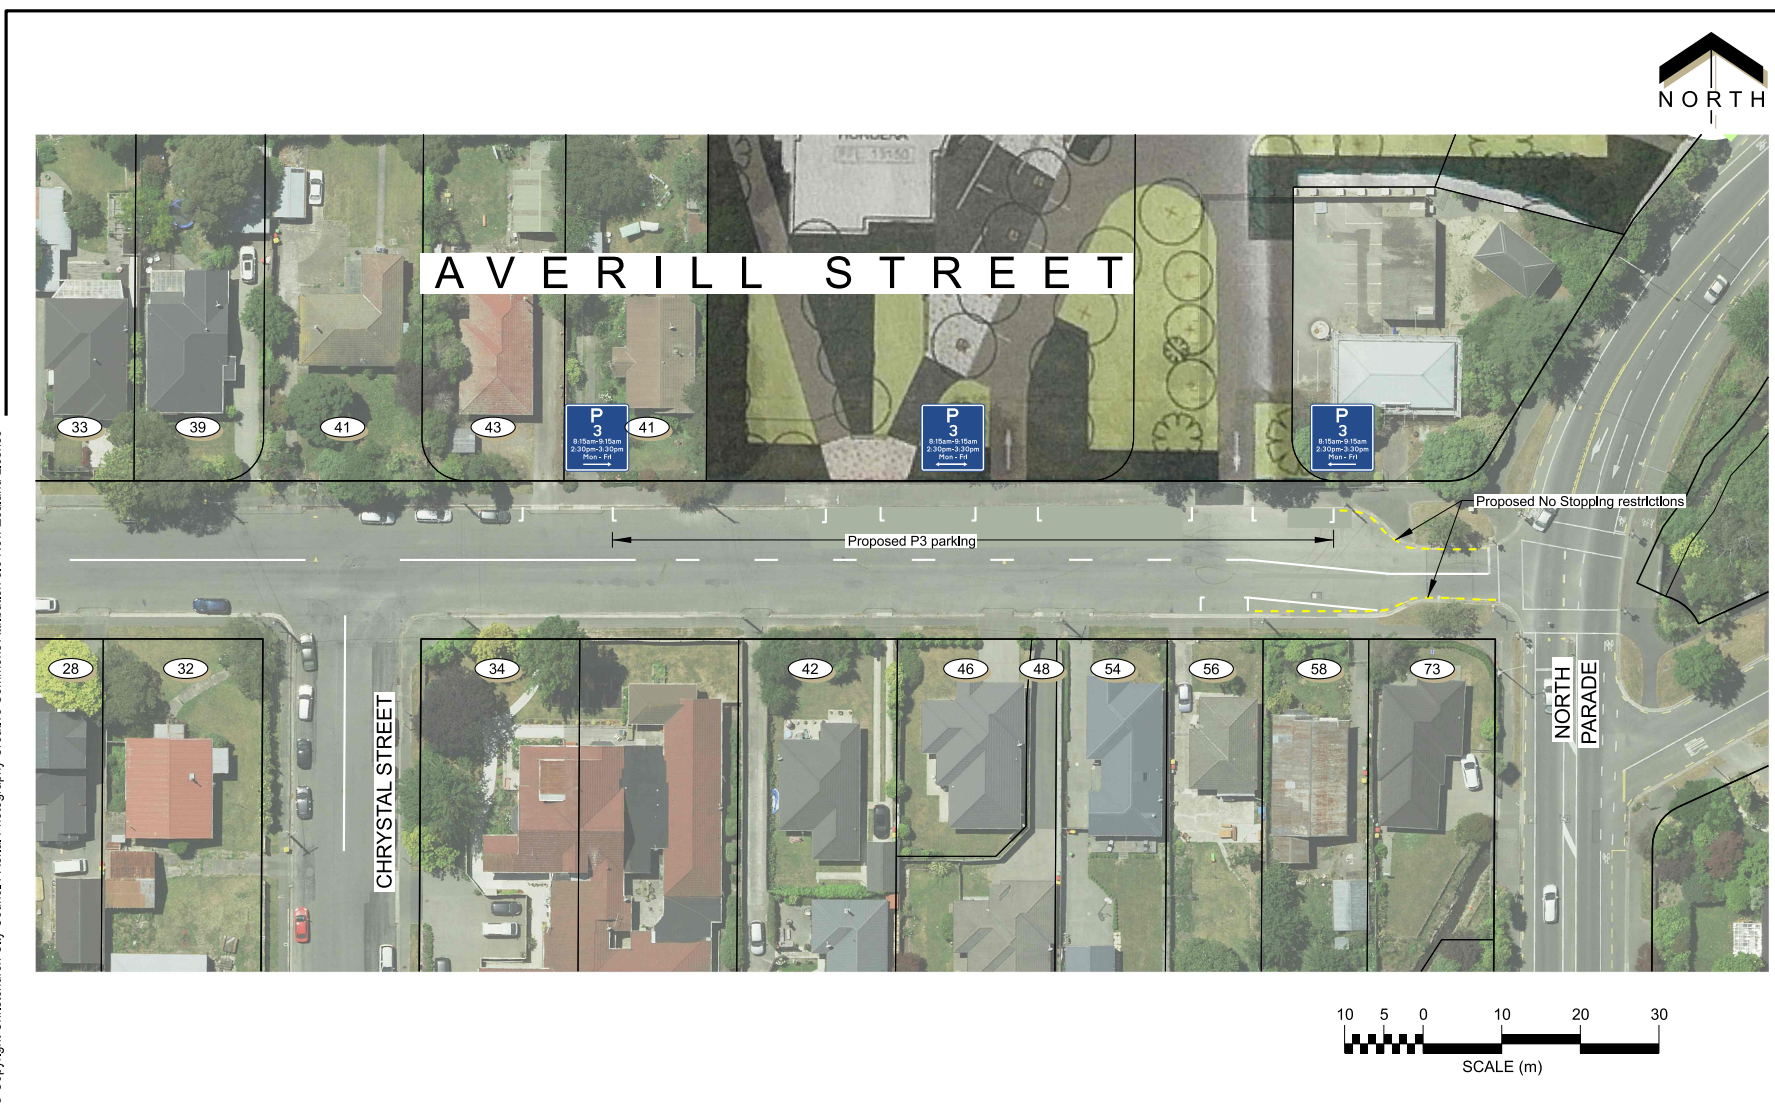 NORTH
AVERILL STREET
33
39
41
43
41
P
3
8:15am-9:15am
2:30pm-3:30pm
Mon - Fri
P
3
8:15am-9:15am
2:30pm-3:30pm
Mon - Fri
P
3
8:15am-9:15am
2:30pm-3:30pm
Mon - Fri
Proposed No Stopping restrictions
Proposed P3 parking
28
32
34
42
46
48
54
56
58
73
CHRYSTAL STREET
NORTH
PARADE
10 5 0 10 20 30
SCALE (m)